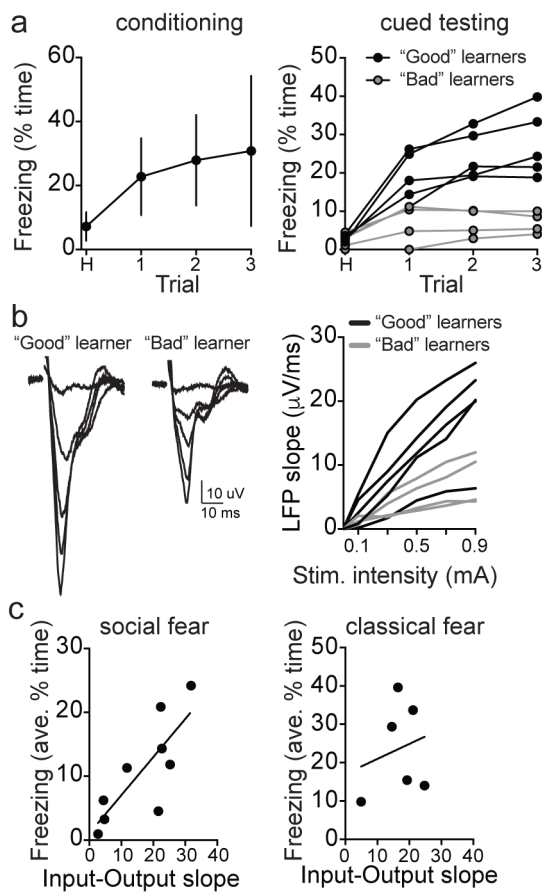 a
conditioning
cued testing
Freezing (% time)
60
40
20
0
H 1 2 3
Trial
Freezing (% time)
50
40
30
20
10
0
"Good" learners
"Bad" learners
H 1 2 3
Trial
b
"Good" learner
"Bad" learner
10 uV
10 ms
LFP slope (µV/ms)
30
20
10
0
"Good" learners
"Bad" learners
0.1 0.5 0.9
Stim. intensity (mA)
c
social fear
classical fear
Freezing (ave. % time)
30
20
10
0
0 10 20 30 40
Input-Output slope
Freezing (ave. % time)
50
40
30
20
10
0
0 10 20 30 40
Input-Output slope